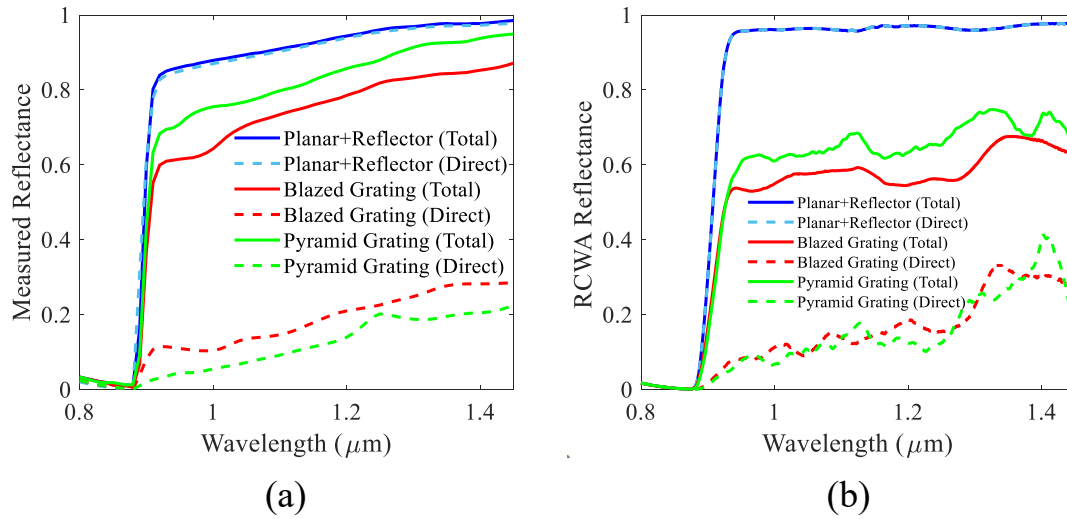 1
0.8
0.6
0.4
0.2
0
0.8
1
1.2
1.4
Measured Reflectance
Wavelength (μm)
Planar+Reflector (Total)
Planar+Reflector (Direct)
Blazed Grating (Total)
Blazed Grating (Direct)
Pyramid Grating (Total)
Pyramid Grating (Direct)
(a)
1
0.8
0.6
0.4
0.2
0
0.8
1
1.2
1.4
RCWA Reflectance
Wavelength (μm)
Planar+Reflector (Total)
Planar+Reflector (Direct)
Blazed Grating (Total)
Blazed Grating (Direct)
Pyramid Grating (Total)
Pyramid Grating (Direct)
(b)